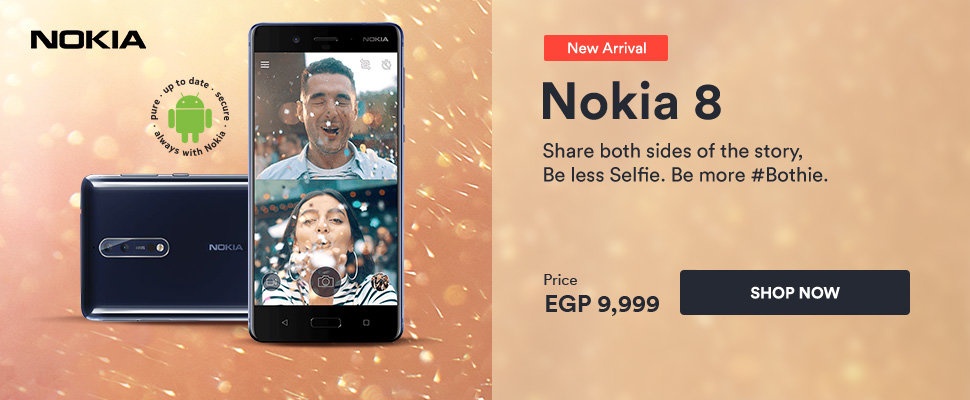 NOKIA
pure · up to date · secure · always with Nokia ·
NOKIA
NOKIA
New Arrival
Nokia 8
Share both sides of the story,
Be less Selfie. Be more #Bothie.
Price
EGP 9,999
SHOP NOW